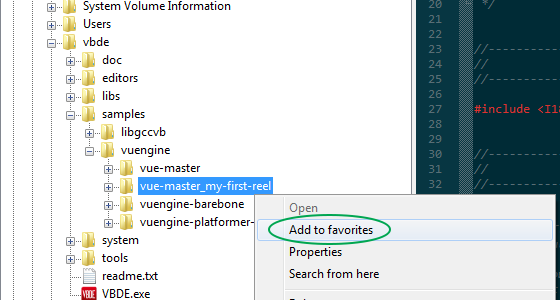 System Volume Information
Users
vbde
doc
editors
libs
samples
libgccvb
vuengine
vue-master
vue-master_my-first-reel
vuengine-barebone
vuengine-platformer-
system
tools
readme.txt
VBDE VBDE.exe
Open
Add to favorites
Properties
Search from here
20 */
21
22
23 //-------------
24 //
25 //-------------
26
27 #include <I18
28
29
30 //-------------
31 //
32 //-------------